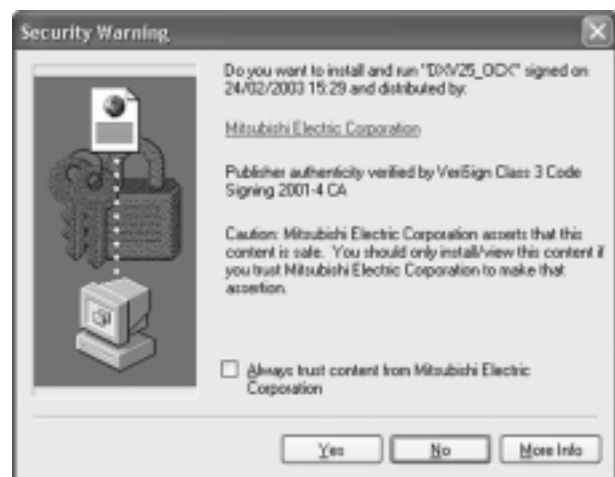 Security Warning
Do you want to install and run "DXV25_OCX" signed on
24/02/2003 15:29 and distributed by:
Mitsubishi Electric Corporation
Publisher authenticity verified by VeriSign Class 3 Code
Signing 2001-4 CA
Caution: Mitsubishi Electric Corporation asserts that this
content is safe. You should only install/view this content if
you trust Mitsubishi Electric Corporation to make that
assertion.
Always trust content from Mitsubishi Electric
Corporation
Yes
No
More Info